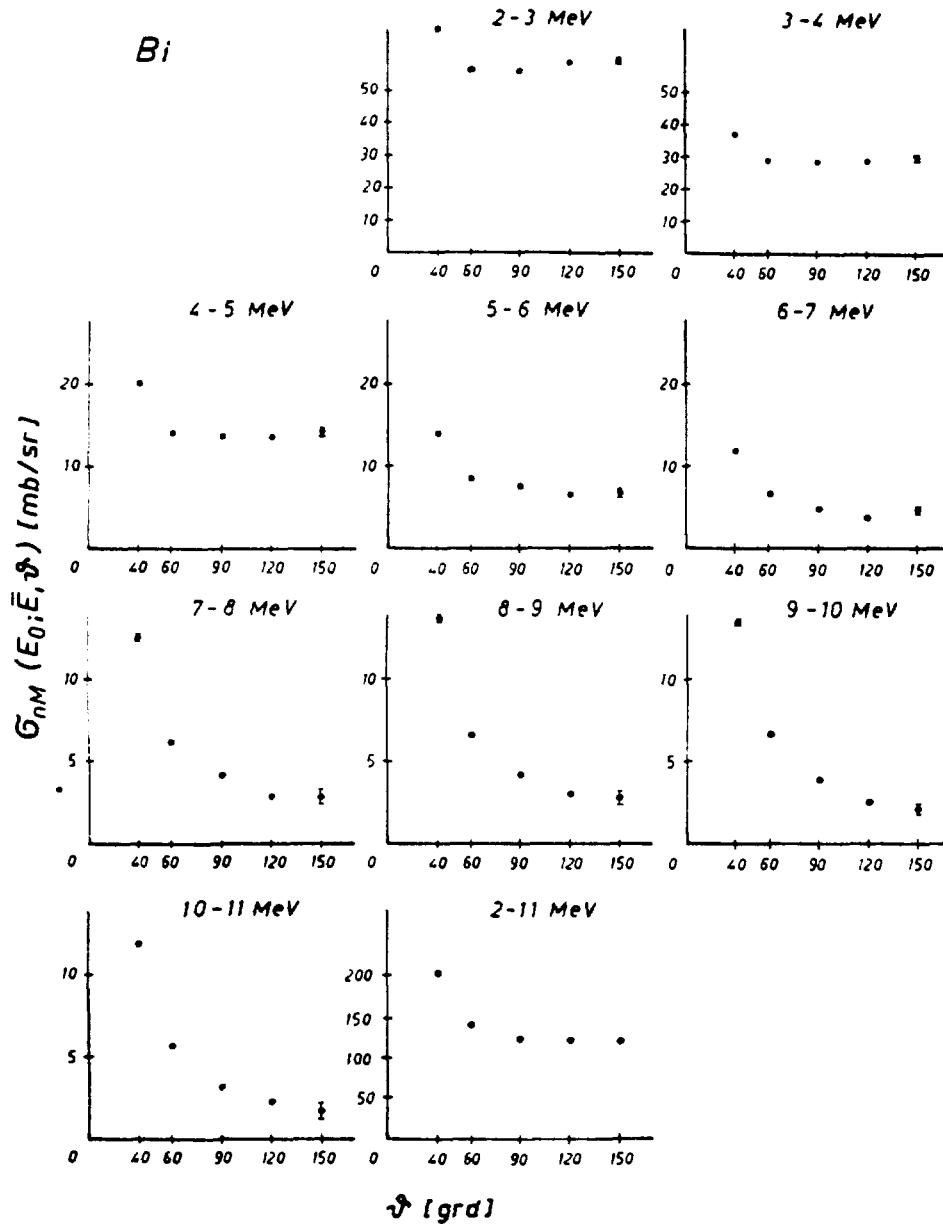 Bi
2-3 MeV
50
40
30
20
10
0 40 60 90 120 150
3-4 MeV
50
40
30
20
10
0 40 60 90 120 150
4-5 MeV
20
10
0 40 60 90 120 150
5-6 MeV
20
10
0 40 60 90 120 150
6-7 MeV
20
10
0 40 60 90 120 150
7-8 MeV
10
5
0 40 60 90 120 150
8-9 MeV
10
5
0 40 60 90 120 150
9-10 MeV
10
5
0 40 60 90 120 150
10-11 MeV
10
5
0 40 60 90 120 150
2-11 MeV
200
150
100
50
0 40 60 90 120 150
σ̃nM (E0; Ē, ϑ) [mb/sr]
ϑ [grd]